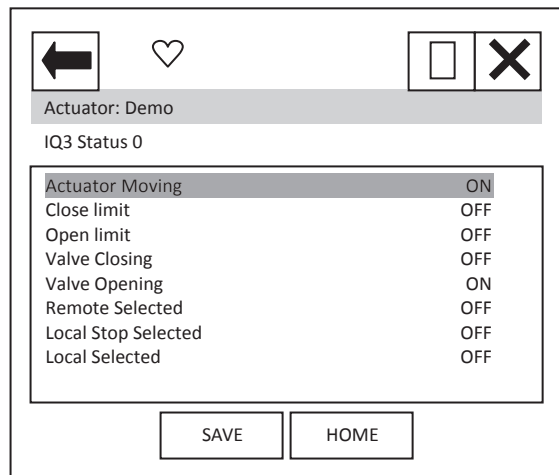 Actuator: Demo
IQ3 Status 0
Actuator Moving ON
Close limit OFF
Open limit OFF
Valve Closing OFF
Valve Opening ON
Remote Selected OFF
Local Stop Selected OFF
Local Selected OFF
SAVE HOME